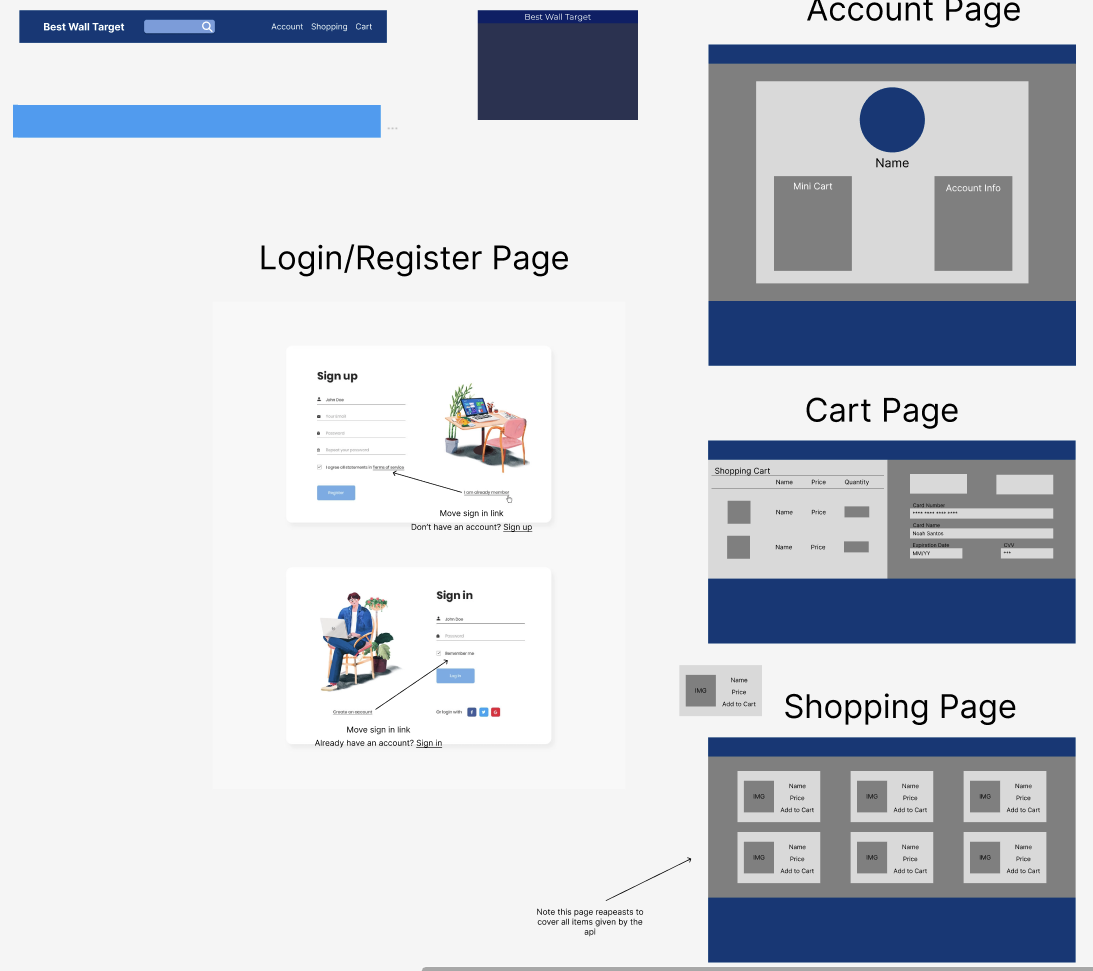 Best Wall Target
Account Shopping Cart
Best Wall Target
...
Account Page
Name
Mini Cart
Account Info
Login/Register Page
Sign up
John Doe
Your Email
Password
Repeat your password
I agree all statements in Terms of service
Register
I am already member
Move sign in link
Don't have an account? Sign up
Sign in
John Doe
Password
Remember me
Log in
Create an account
Or login with
f
G
Move sign in link
Already have an account? Sign in
Cart Page
Shopping Cart
Name Price Quantity
Name Price
Name Price
Card Number
**** **** **** ****
Card Name
Noah Santos
Expiration Date CVV
MM/YY ***
IMG
Name
Price
Add to Cart
Shopping Page
IMG
Name
Price
Add to Cart
IMG
Name
Price
Add to Cart
IMG
Name
Price
Add to Cart
IMG
Name
Price
Add to Cart
IMG
Name
Price
Add to Cart
IMG
Name
Price
Add to Cart
Note this page reapeasts to
cover all items given by the
api